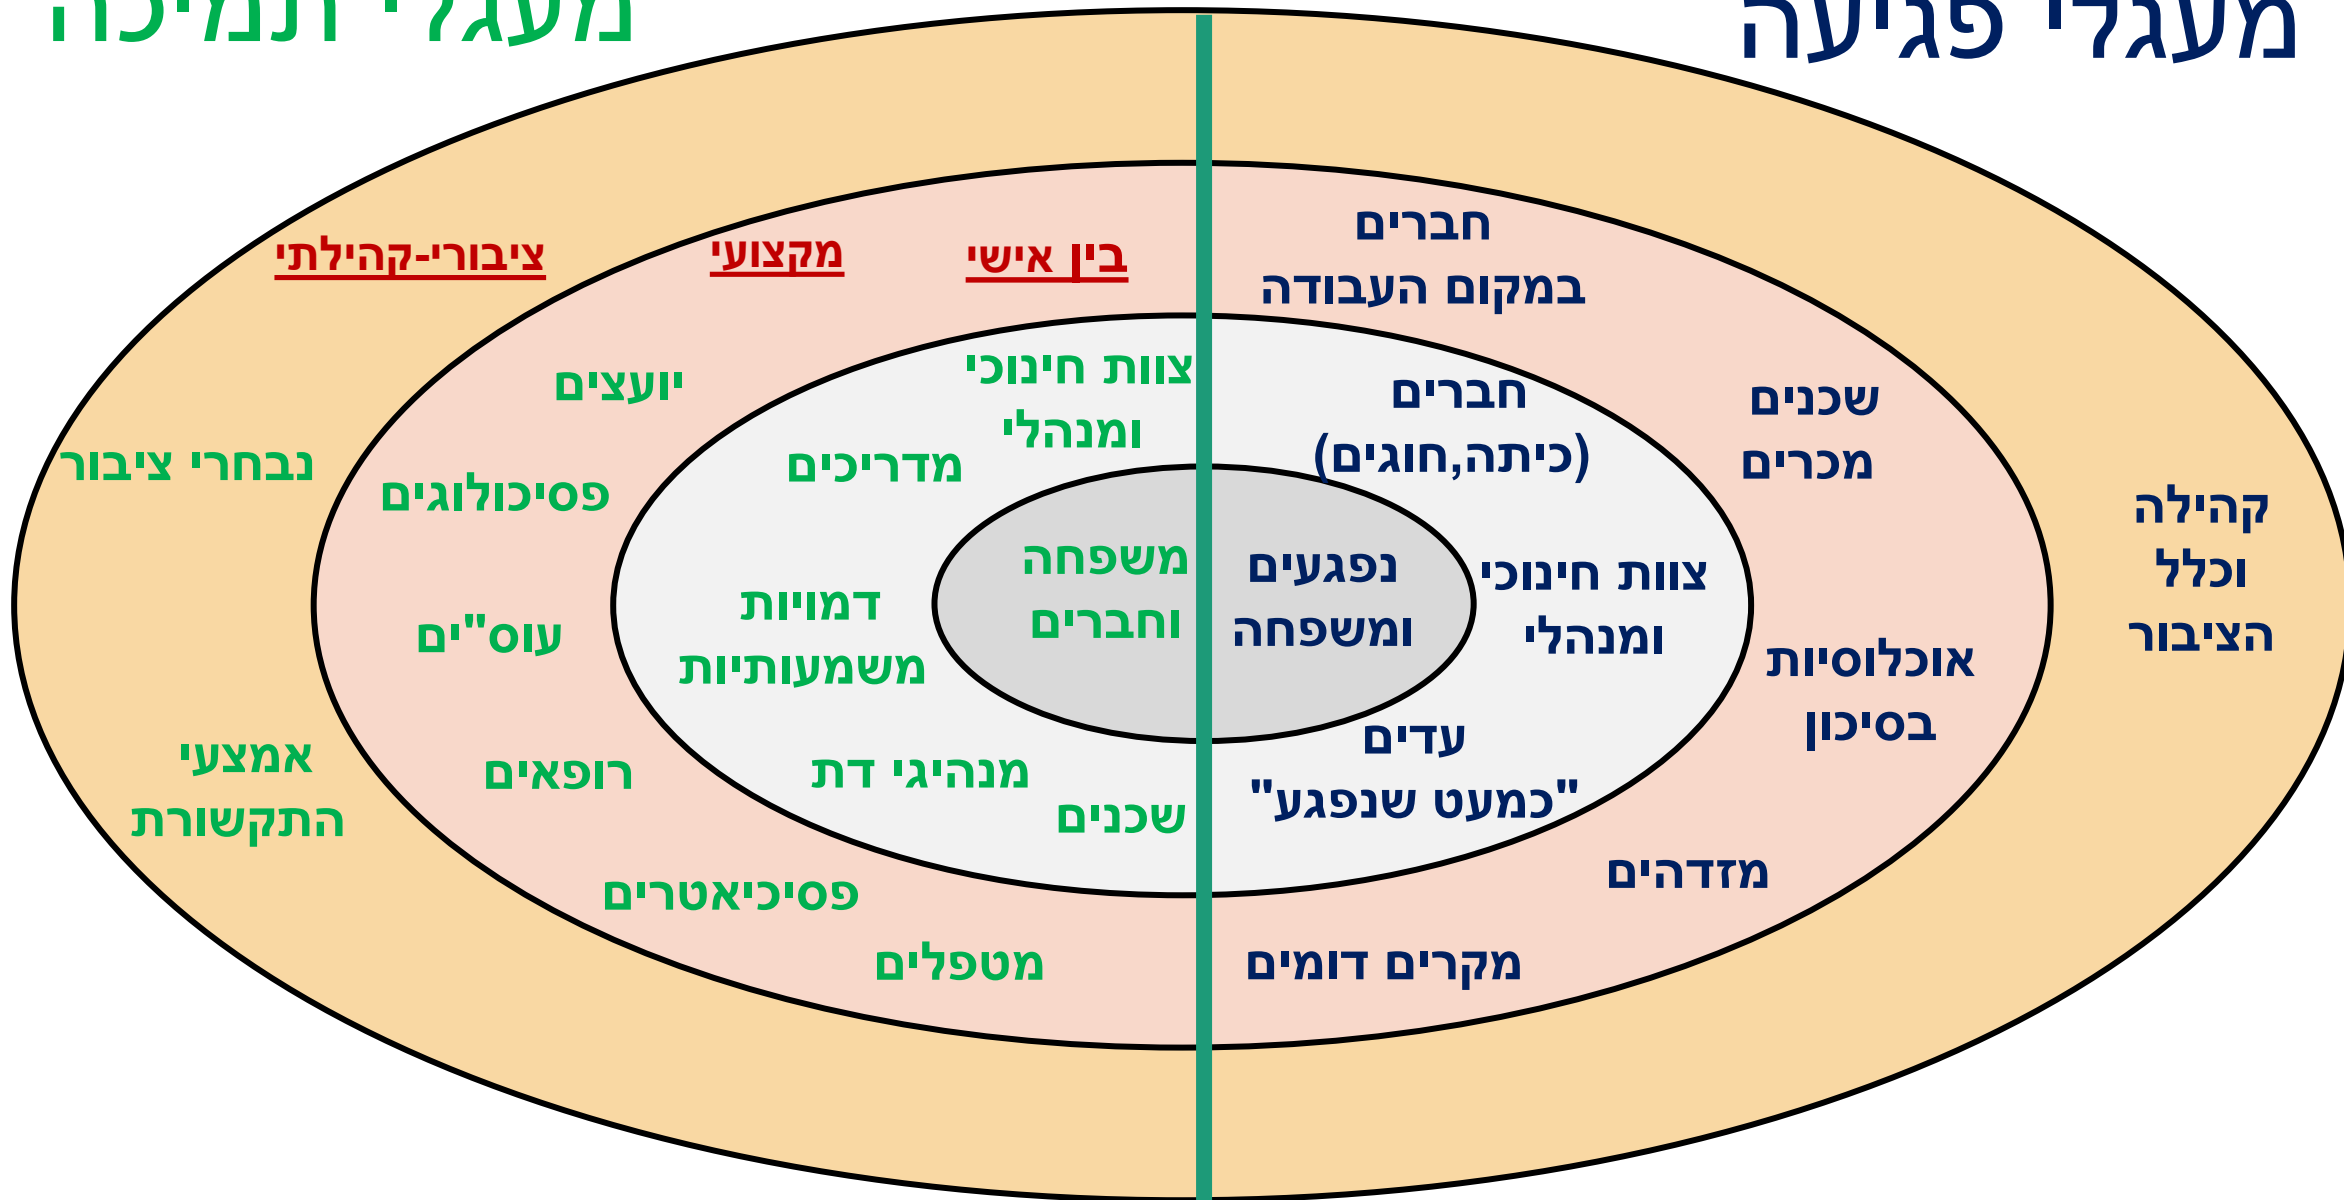 מעגלי פגיעה
מעגלי תמיכה
חברים
במקום העבודה
שכנים
מכרים
חברים
(כיתה,חוגים)
קהילה
וכלל
הציבור
נפגעים
ומשפחה
צוות חינוכי
ומנהלי
אוכלוסיות
בסיכון
עדים
"כמעט שנפגע"
מזדהים
מקרים דומים
בין אישי
מקצועי
ציבורי-קהילתי
צוות חינוכי
ומנהלי
מדריכים
יועצים
פסיכולוגים
נבחרי ציבור
משפחה
וחברים
דמויות
משמעותיות
עוס"ים
מנהיגי דת
שכנים
רופאים
אמצעי
התקשורת
פסיכיאטרים
מטפלים